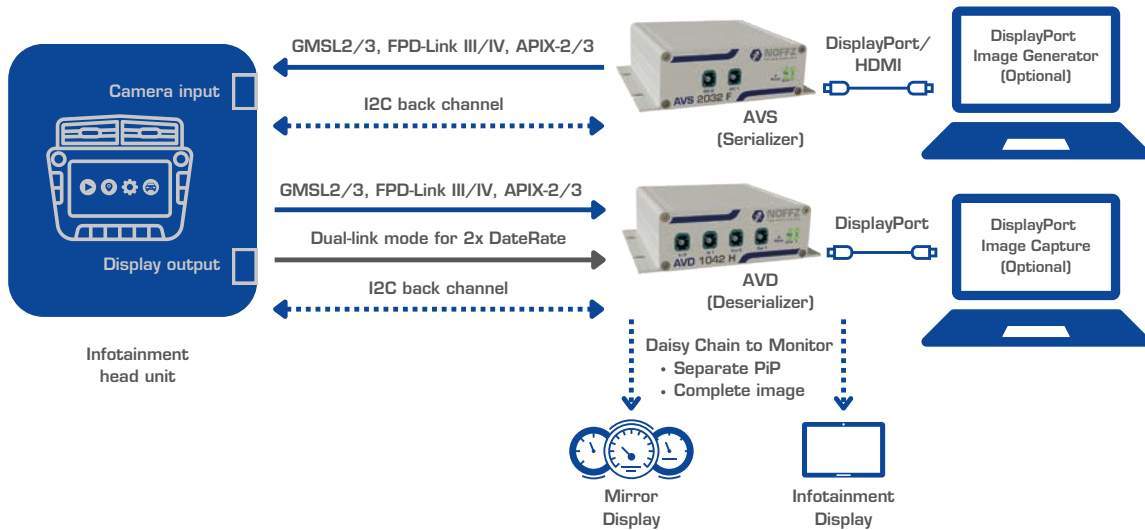 GMSL2/3, FPD-Link III/IV, APIX-2/3
Camera input
I2C back channel
NOFFZ
AVS 2032 F
AVS
(Serializer)
DisplayPort/
HDMI
DisplayPort
Image Generator
(Optional)
GMSL2/3, FPD-Link III/IV, APIX-2/3
Dual-link mode for 2x DateRate
Display output
I2C back channel
NOFFZ
AVD 1042 H
AVD
(Deserializer)
DisplayPort
DisplayPort
Image Capture
(Optional)
Infotainment
head unit
Daisy Chain to Monitor
• Separate PiP
• Complete image
Mirror
Display
Infotainment
Display